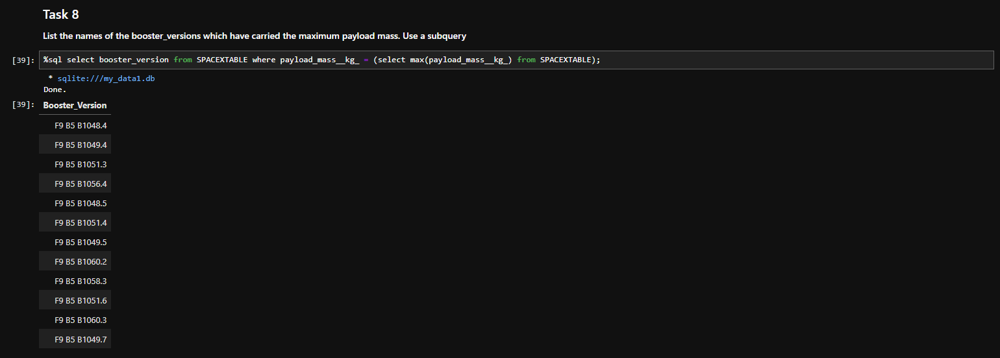 Task 8
List the names of the booster_versions which have carried the maximum payload mass. Use a subquery
[39]: %sql select booster_version from SPACEXTABLE where payload_mass__kg_ = (select max(payload_mass__kg_) from SPACEXTABLE);
* sqlite:///my_data1.db
Done.
[39]: Booster_Version
F9 B5 B1048.4
F9 B5 B1049.4
F9 B5 B1051.3
F9 B5 B1056.4
F9 B5 B1048.5
F9 B5 B1051.4
F9 B5 B1049.5
F9 B5 B1060.2
F9 B5 B1058.3
F9 B5 B1051.6
F9 B5 B1060.3
F9 B5 B1049.7